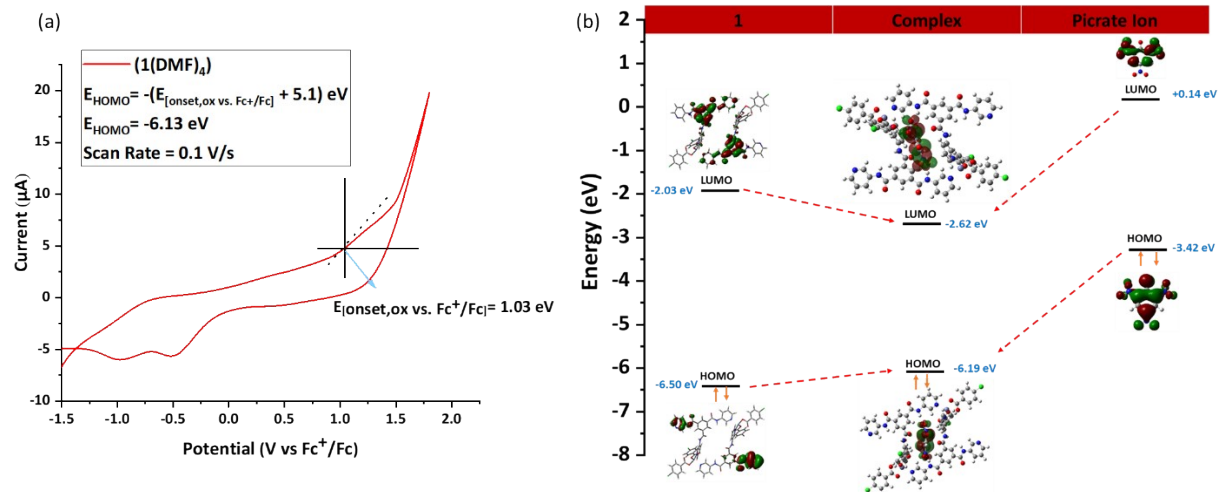 (a)
(1(DMF)4)
EHOMO= -(E[onset,ox vs. Fc+/Fc] + 5.1) eV
EHOMO= -6.13 eV
Scan Rate = 0.1 V/s
Current (µA)
20
15
10
5
0
-5
-10
E[onset,ox vs. Fc⁺/Fc]= 1.03 eV
-1.5 -1.0 -0.5 0.0 0.5 1.0 1.5 2.0
Potential (V vs Fc⁺/Fc)
(b)
1 Complex Picrate Ion
Energy (eV)
2
1
0
-1
-2
-3
-4
-5
-6
-7
-8
LUMO
+0.14 eV
LUMO
-2.03 eV
LUMO
-2.62 eV
HOMO
-3.42 eV
HOMO
-6.19 eV
HOMO
-6.50 eV